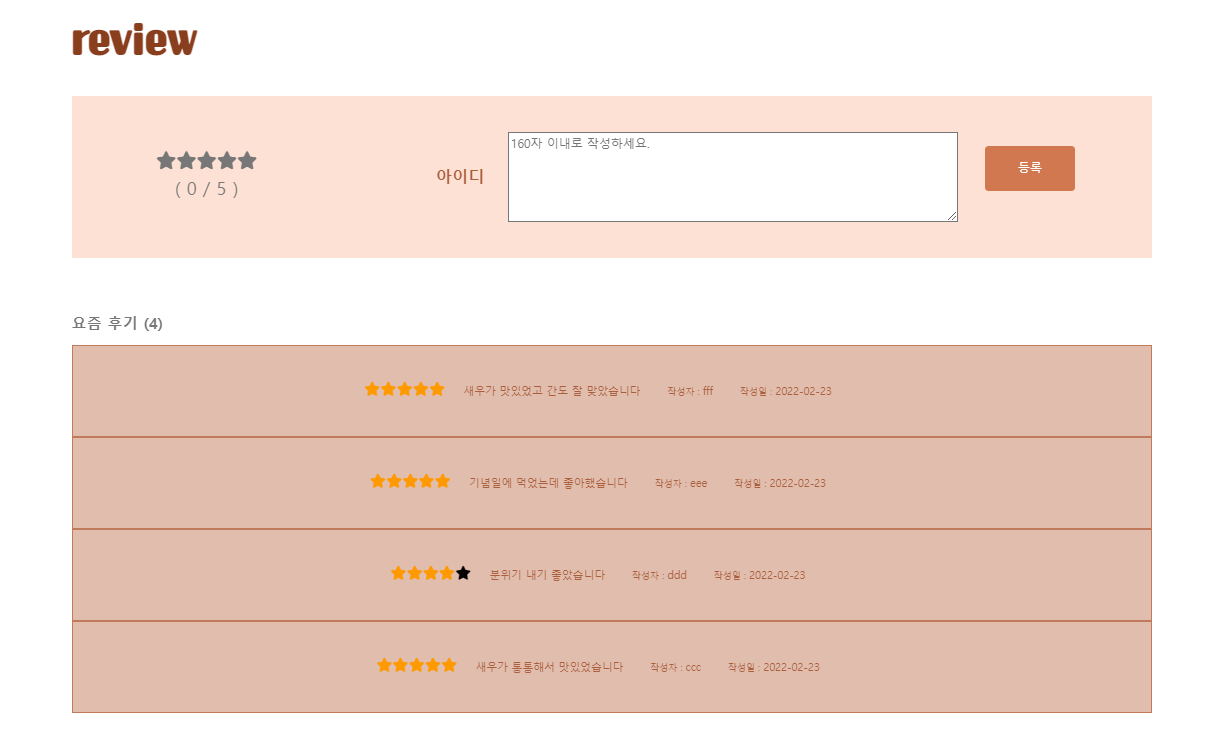 review
( 0 / 5 )
아이디
160자 이내로 작성하세요.
등록
요즘 후기 (4)
새우가 맛있었고 간도 잘 맞았습니다 작성자 : fff 작성일 : 2022-02-23
기념일에 먹었는데 좋아했습니다 작성자 : eee 작성일 : 2022-02-23
분위기 내기 좋았습니다 작성자 : ddd 작성일 : 2022-02-23
새우가 통통해서 맛있었습니다 작성자 : ccc 작성일 : 2022-02-23